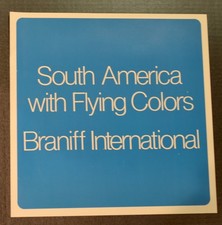 South America
with Flying Colors
Braniff International